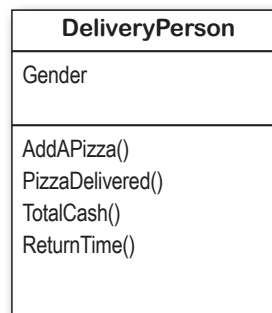 DeliveryPerson
Gender
AddAPizza()
PizzaDelivered()
TotalCash()
ReturnTime()